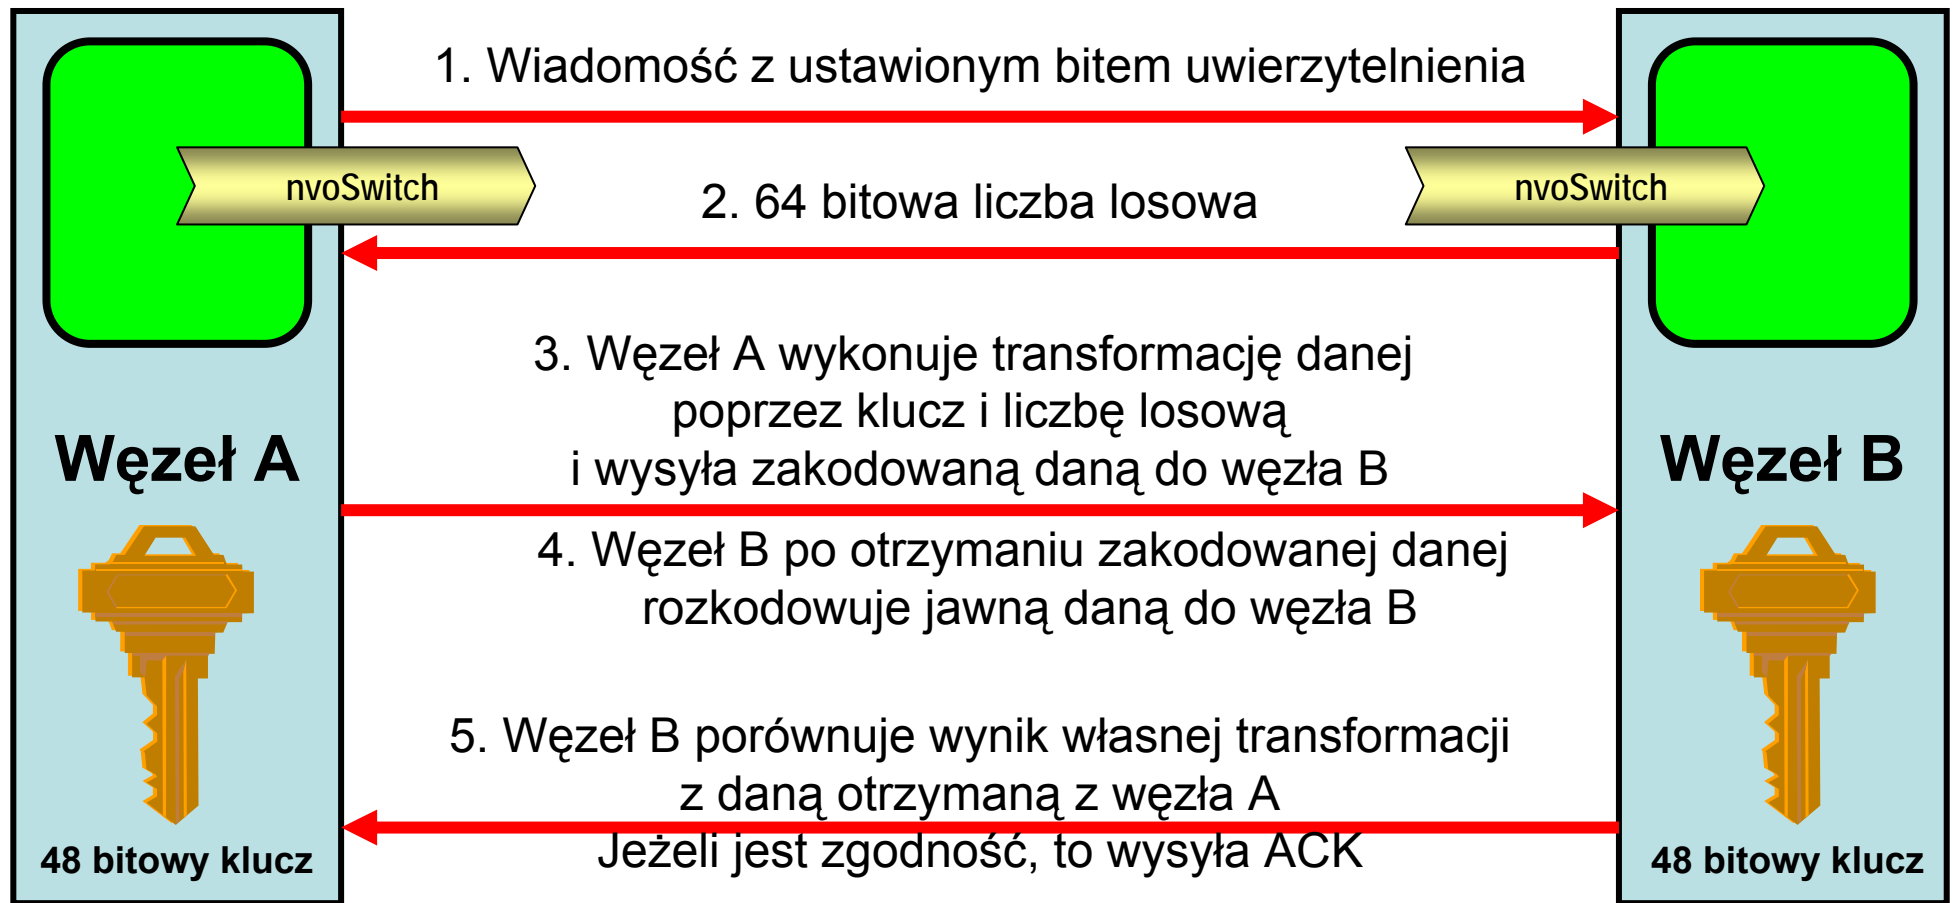 1. Wiadomość z ustawionym bitem uwierzytelnienia
nvoSwitch
nvoSwitch
2. 64 bitowa liczba losowa
3. Węzeł A wykonuje transformację danej
poprzez klucz i liczbę losową
i wysyła zakodowaną daną do węzła B
Węzeł A
Węzeł B
4. Węzeł B po otrzymaniu zakodowanej danej
rozkodowuje jawną daną do węzła B
5. Węzeł B porównuje wynik własnej transformacji
z daną otrzymaną z węzła A
Jeżeli jest zgodność, to wysyła ACK
48 bitowy klucz
48 bitowy klucz